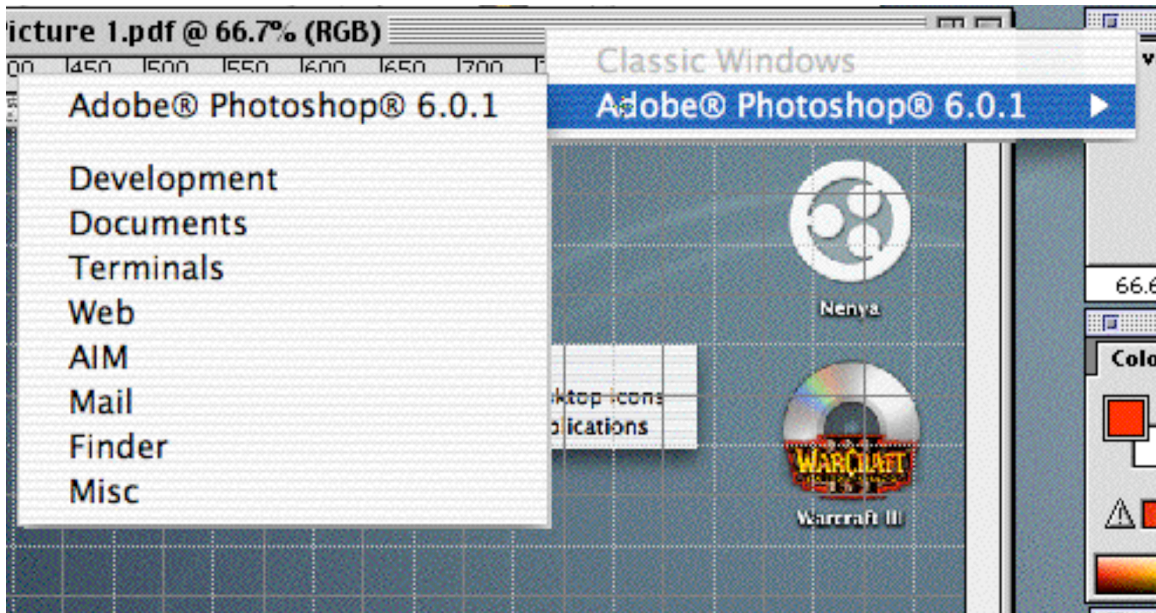 icture 1.pdf @ 66.7% (RGB)
450 500 550 600 650 700
Classic Windows
Adobe® Photoshop® 6.0.1
Adobe® Photoshop® 6.0.1
Development
Documents
Terminals
Web
AIM
Mail
Finder
Misc
Nenya
ktop Icons
plications
WARCRAFT
III
Warcraft III
66.6
Colo